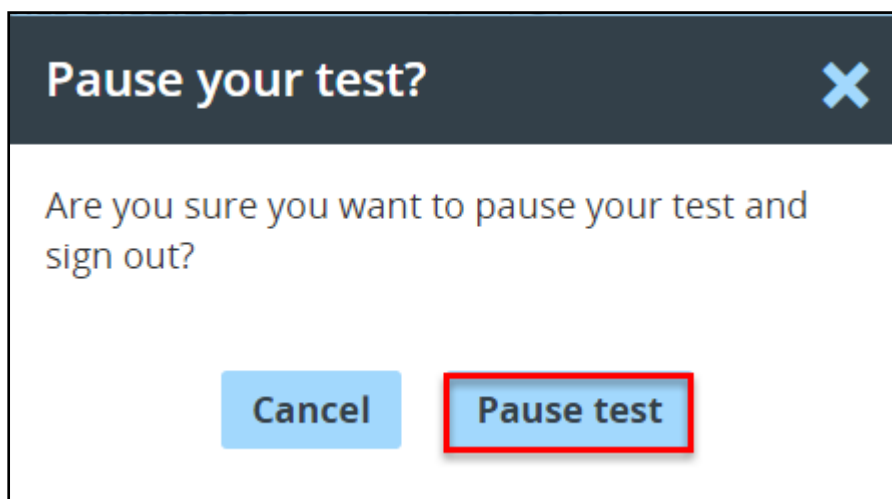 Pause your test?
Are you sure you want to pause your test and
sign out?
Cancel
Pause test